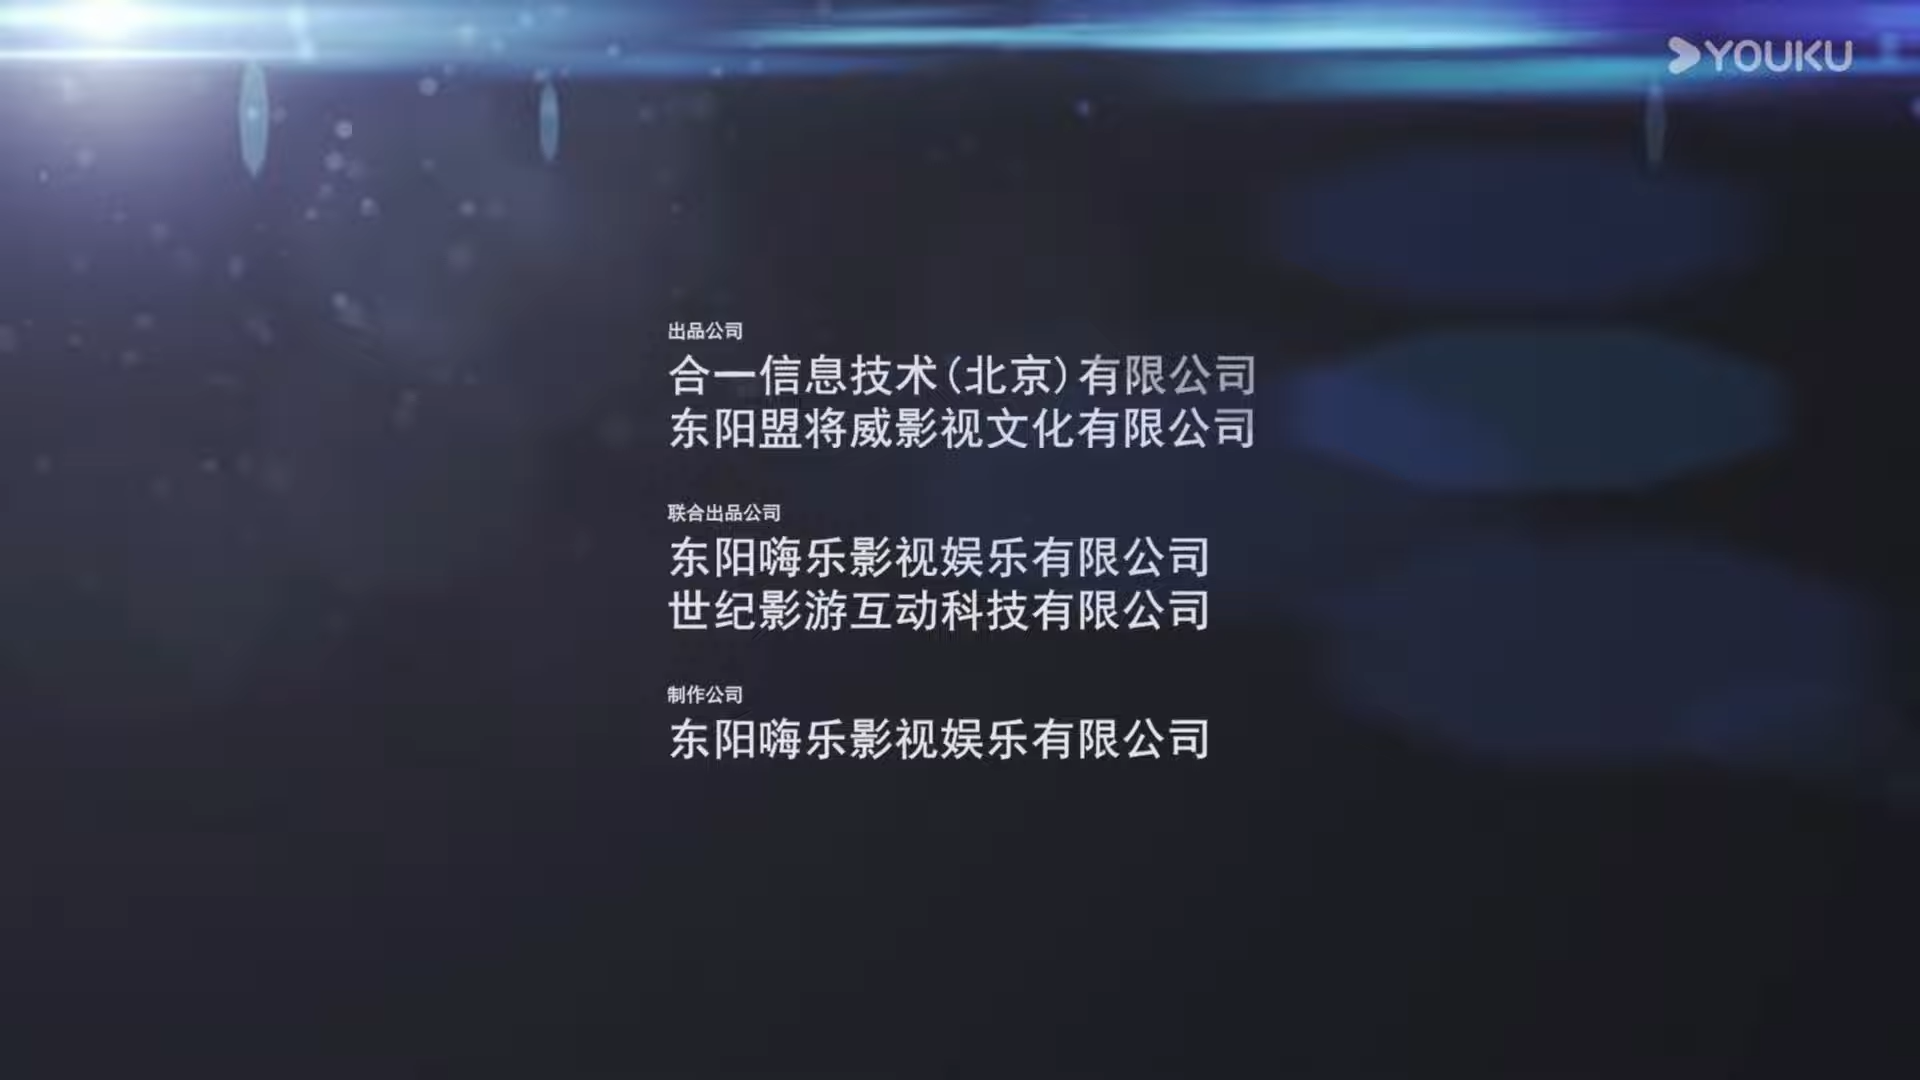 YOUKU
出品公司
合一信息技术(北京)有限公司
东阳盟将威影视文化有限公司
联合出品公司
东阳嗨乐影视娱乐有限公司
世纪影游互动科技有限公司
制作公司
东阳嗨乐影视娱乐有限公司